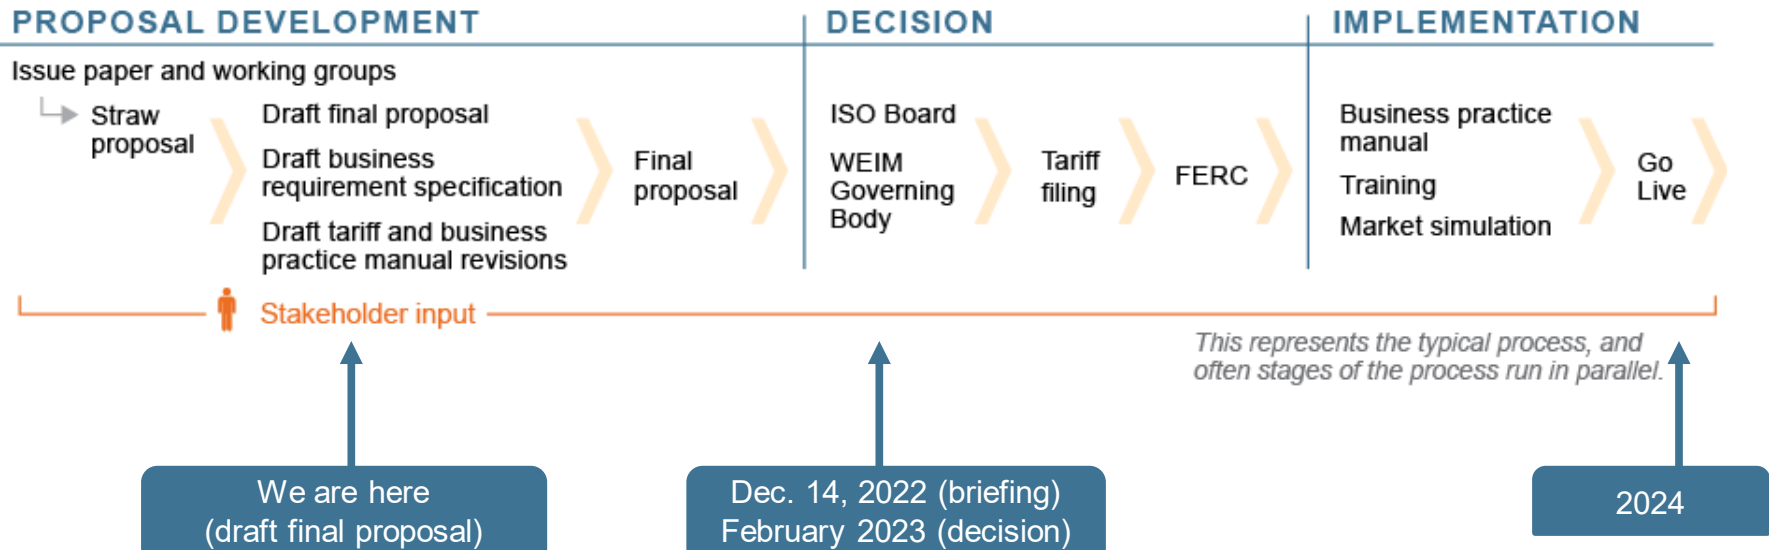 PROPOSAL DEVELOPMENT
DECISION
IMPLEMENTATION
Issue paper and working groups
Straw
proposal
Draft final proposal
Draft business
requirement specification
Draft tariff and business
practice manual revisions
Final
proposal
ISO Board
WEIM
Governing
Body
Tariff
filing
FERC
Business practice
manual
Training
Market simulation
Go
Live
Stakeholder input
This represents the typical process, and
often stages of the process run in parallel.
We are here
(draft final proposal)
Dec. 14, 2022 (briefing)
February 2023 (decision)
2024